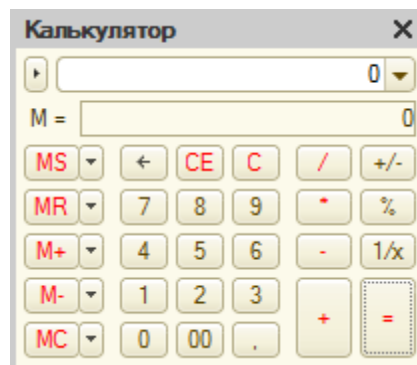 Калькулятор
0
M = 0
MS ← CE C / +/-
MR 7 8 9 * %
M+ 4 5 6 - 1/x
M- 1 2 3 + =
MC 0 00 .